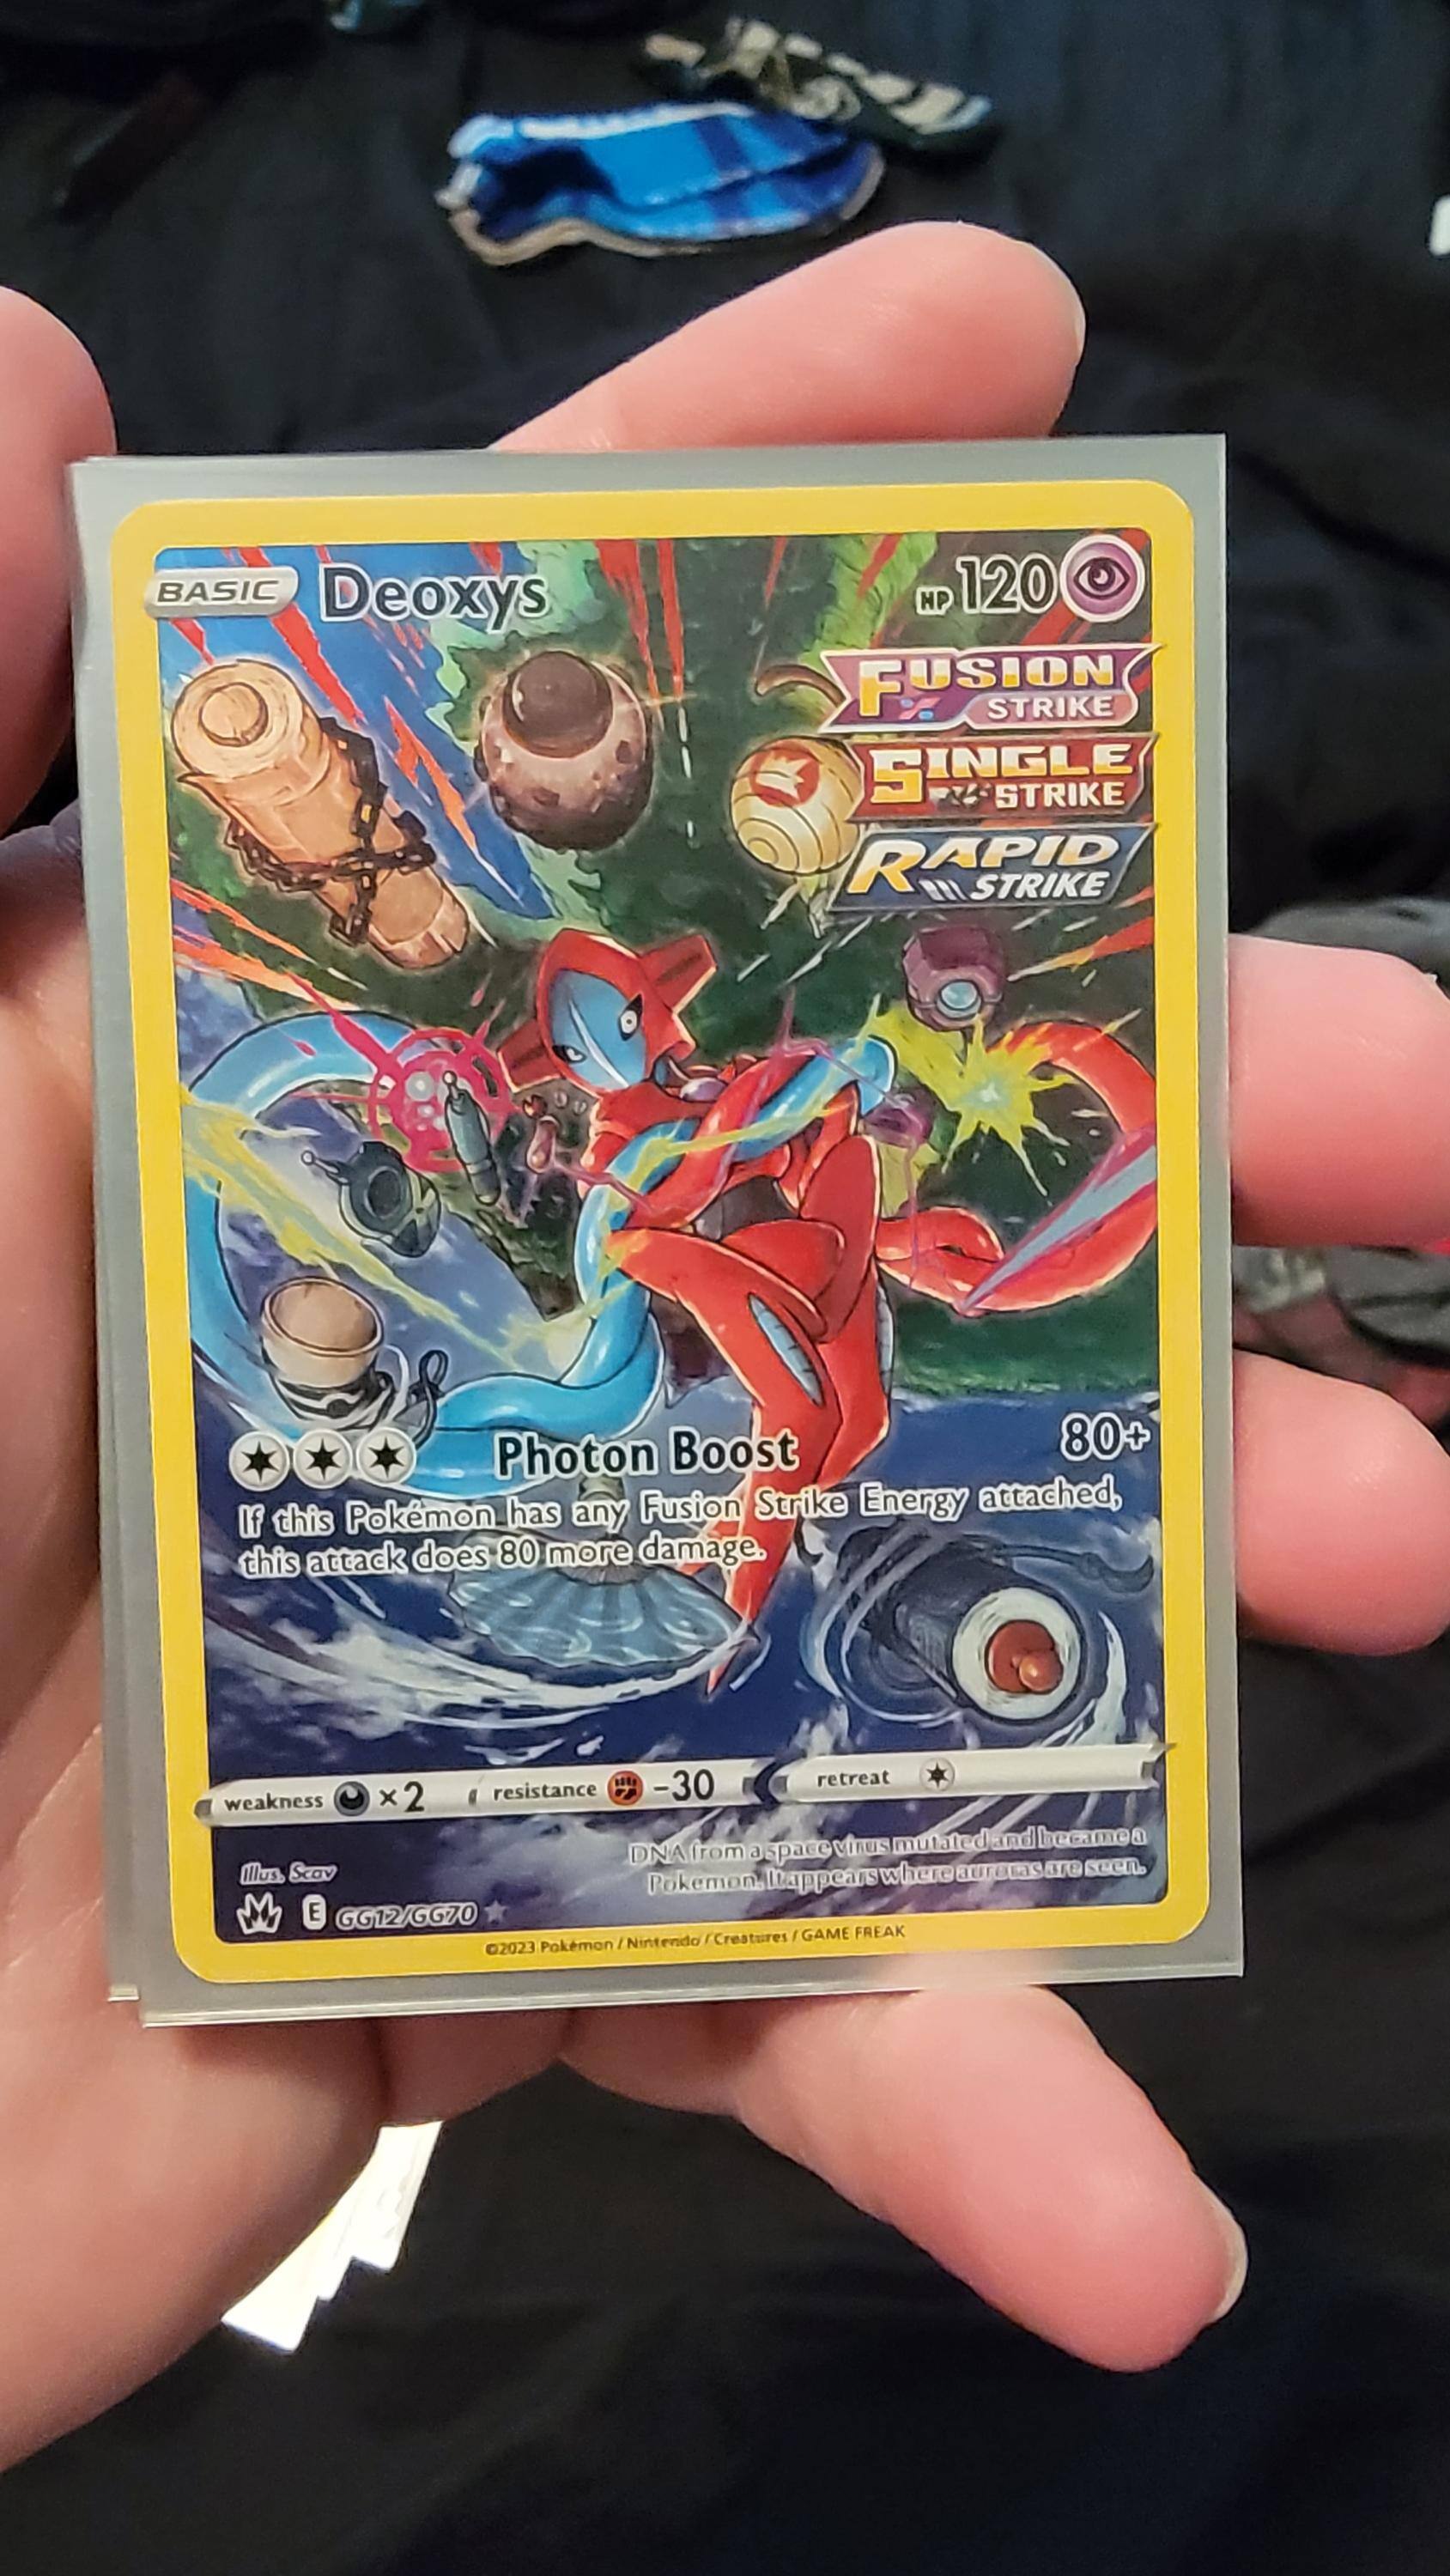 BASIC Deoxys HP 120
FUSION STRIKE
SINGLE STRIKE
RAPID STRIKE
Photon Boost 80+
If this Pokémon has any Fusion Strike Energy attached,
this attack does 80 more damage.
weakness ×2 resistance -30 retreat
DNA from a space virus mutated and became a
Pokémon. It appears where auroras are seen.
Illus. Scav
E GG12/GG70
©2023 Pokémon / Nintendo / Creatures / GAME FREAK